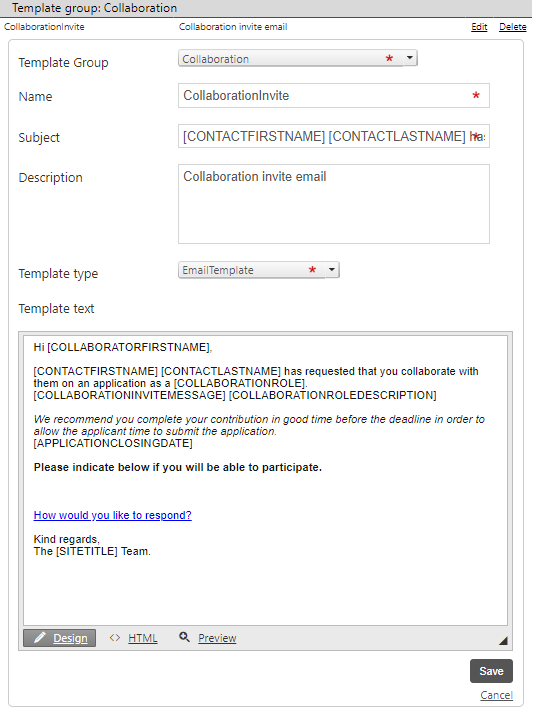 Template group: Collaboration
CollaborationInvite Collaboration invite email Edit Delete
Template Group Collaboration *
Name CollaborationInvite *
Subject [CONTACTFIRSTNAME] [CONTACTLASTNAME] has *
Description Collaboration invite email
Template type EmailTemplate *
Template text
Hi [COLLABORATORFIRSTNAME],
[CONTACTFIRSTNAME] [CONTACTLASTNAME] has requested that you collaborate with
them on an application as a [COLLABORATIONROLE].
[COLLABORATIONINVITEMESSAGE] [COLLABORATIONROLEDESCRIPTION]
We recommend you complete your contribution in good time before the deadline in order to
allow the applicant time to submit the application.
[APPLICATIONCLOSINGDATE]
Please indicate below if you will be able to participate.
How would you like to respond?
Kind regards,
The [SITETITLE] Team.
Design <> HTML Preview
Save
Cancel